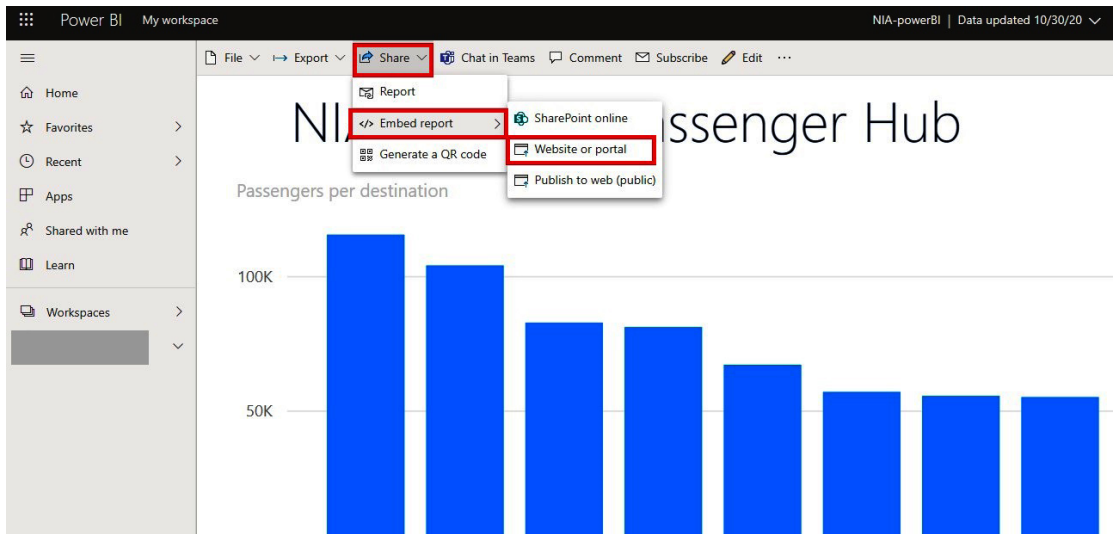 Power BI My workspace NIA-powerBI | Data updated 10/30/20
File Export Share Chat in Teams Comment Subscribe Edit ...
Home
Favorites
Recent
Apps
Shared with me
Learn
Workspaces
Report
Embed report
Generate a QR code
SharePoint online
Website or portal
Publish to web (public)
Hub
Passengers per destination
100K
50K